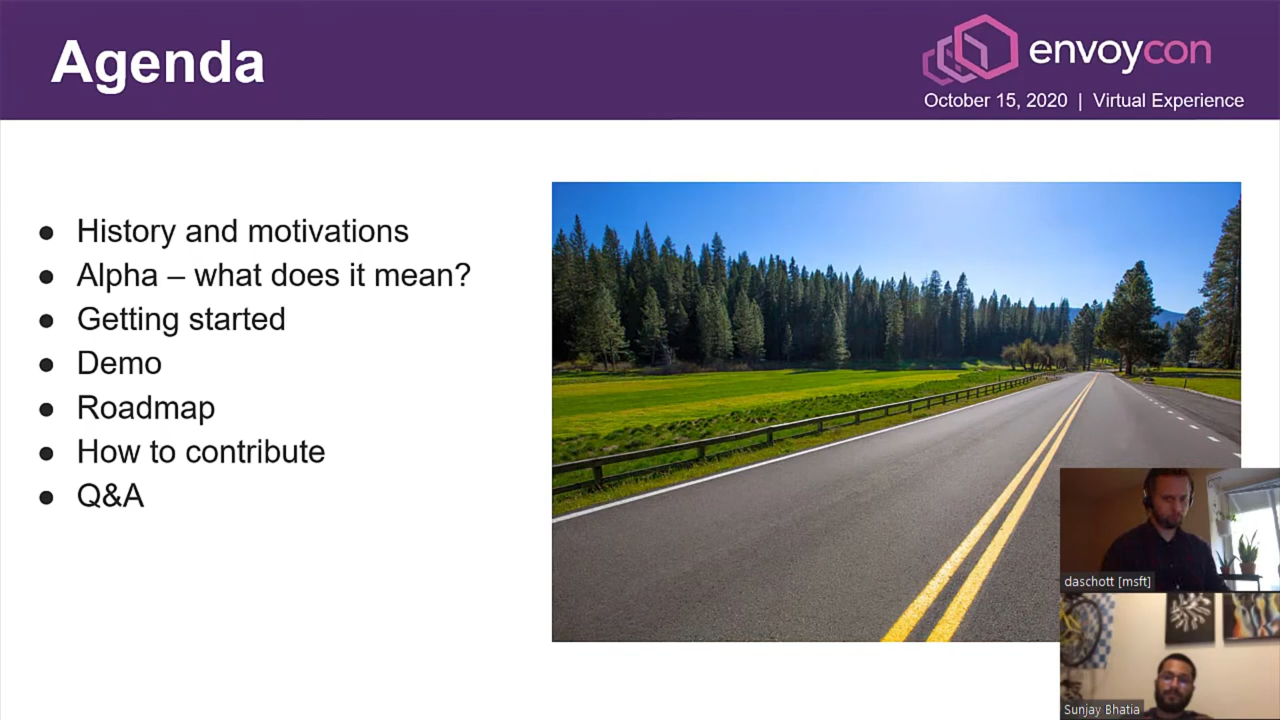 Agenda
envoycon
October 15, 2020 | Virtual Experience
● History and motivations
● Alpha – what does it mean?
● Getting started
● Demo
● Roadmap
● How to contribute
● Q&A
daschott [msft]
Sunjay Bhatia